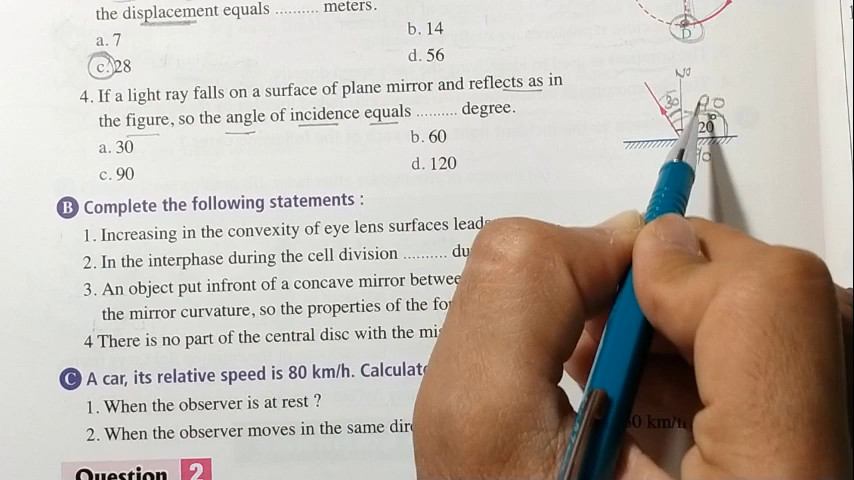 the displacement equals .......... meters.
a. 7
b. 14
c. 28
d. 56
D
4. If a light ray falls on a surface of plane mirror and reflects as in
the figure, so the angle of incidence equals ......... degree.
a. 30
b. 60
c. 90
d. 120
30
20
B Complete the following statements :
1. Increasing in the convexity of eye lens surfaces leads
2. In the interphase during the cell division .......... du
3. An object put infront of a concave mirror betwee
the mirror curvature, so the properties of the fo
4 There is no part of the central disc with the mi
C A car, its relative speed is 80 km/h. Calculat
1. When the observer is at rest ?
2. When the observer moves in the same dir
0 km/h
Question 2